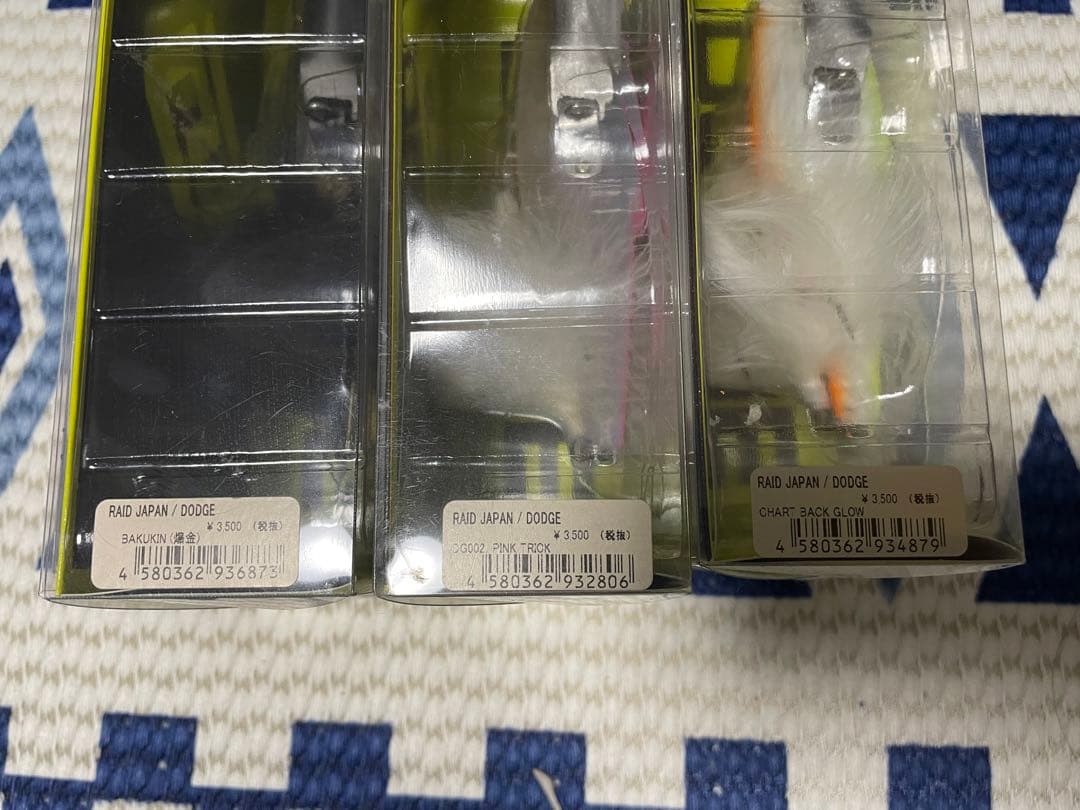 RAID JAPAN / DODGE
¥ 3,500 (税抜)
BAKUKIN(爆金)
4 580362 936873
RAID JAPAN / DODGE
¥ 3,500 (税抜)
DG002. PINK TRICK
4 580362 932806
RAID JAPAN / DODGE
¥ 3,500 (税抜)
CHART BACK GLOW
4 580362 934879